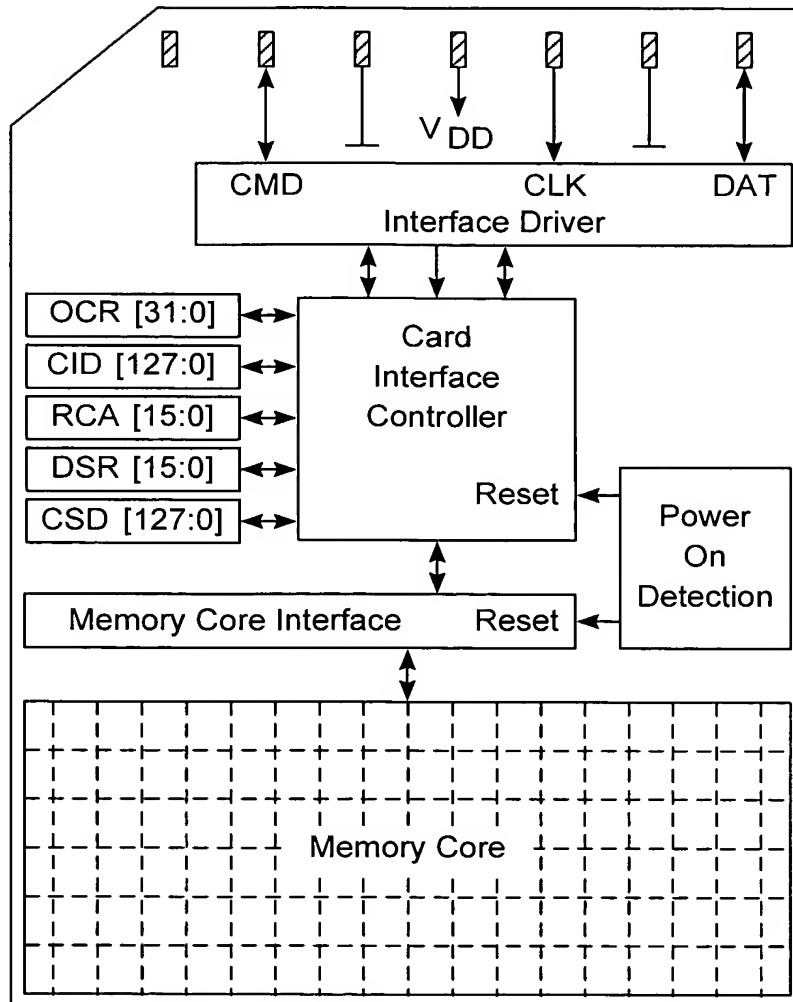 V DD
CMD CLK DAT
Interface Driver
OCR [31:0]
CID [127:0]
RCA [15:0]
DSR [15:0]
CSD [127:0]
Card
Interface
Controller
Reset
Power
On
Detection
Memory Core Interface Reset
Memory Core